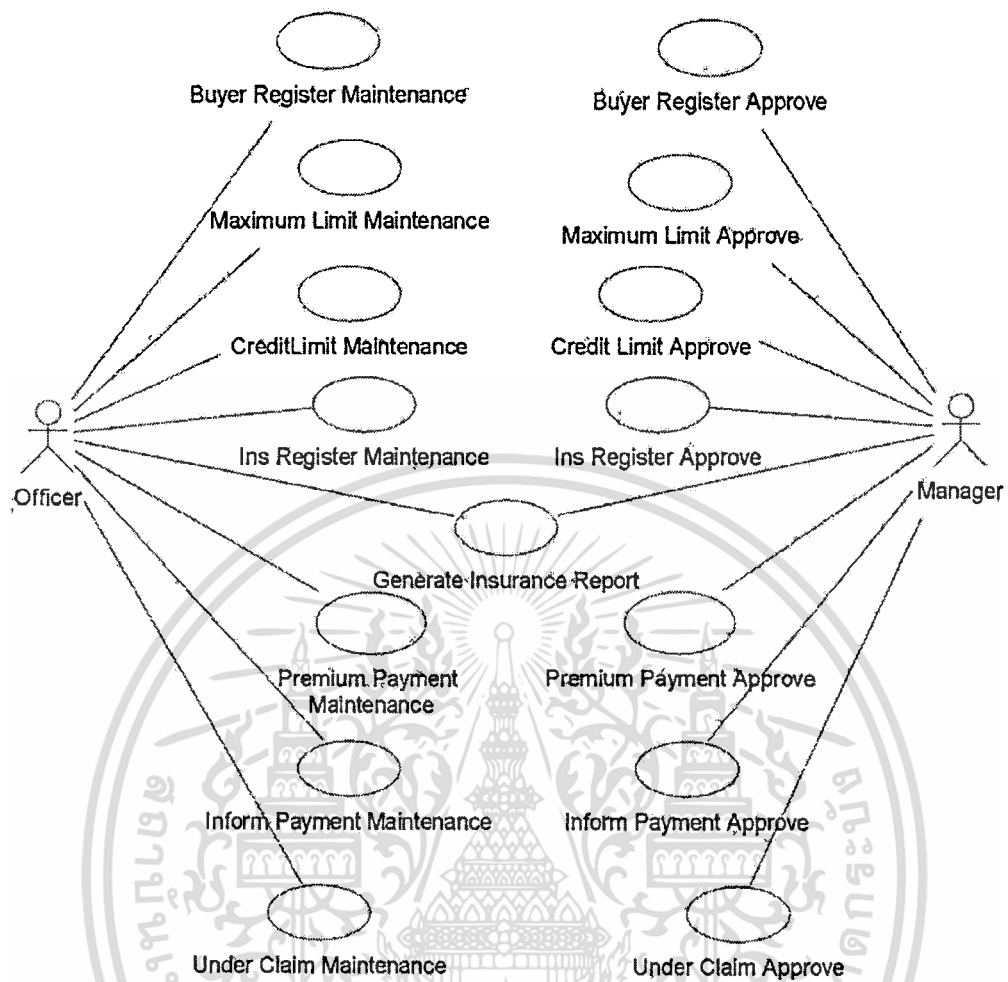 Buyer Register Maintenance
Buyer Register Approve
Maximum Limit Maintenance
Maximum Limit Approve
CreditLimit Maintenance
Credit Limit Approve
Ins Register Maintenance
Ins Register Approve
Officer
Manager
Generate Insurance Report
Premium Payment
Maintenance
Premium Payment Approve
Inform Payment Maintenance
Inform Payment Approve
Under Claim Maintenance
Under Claim Approve